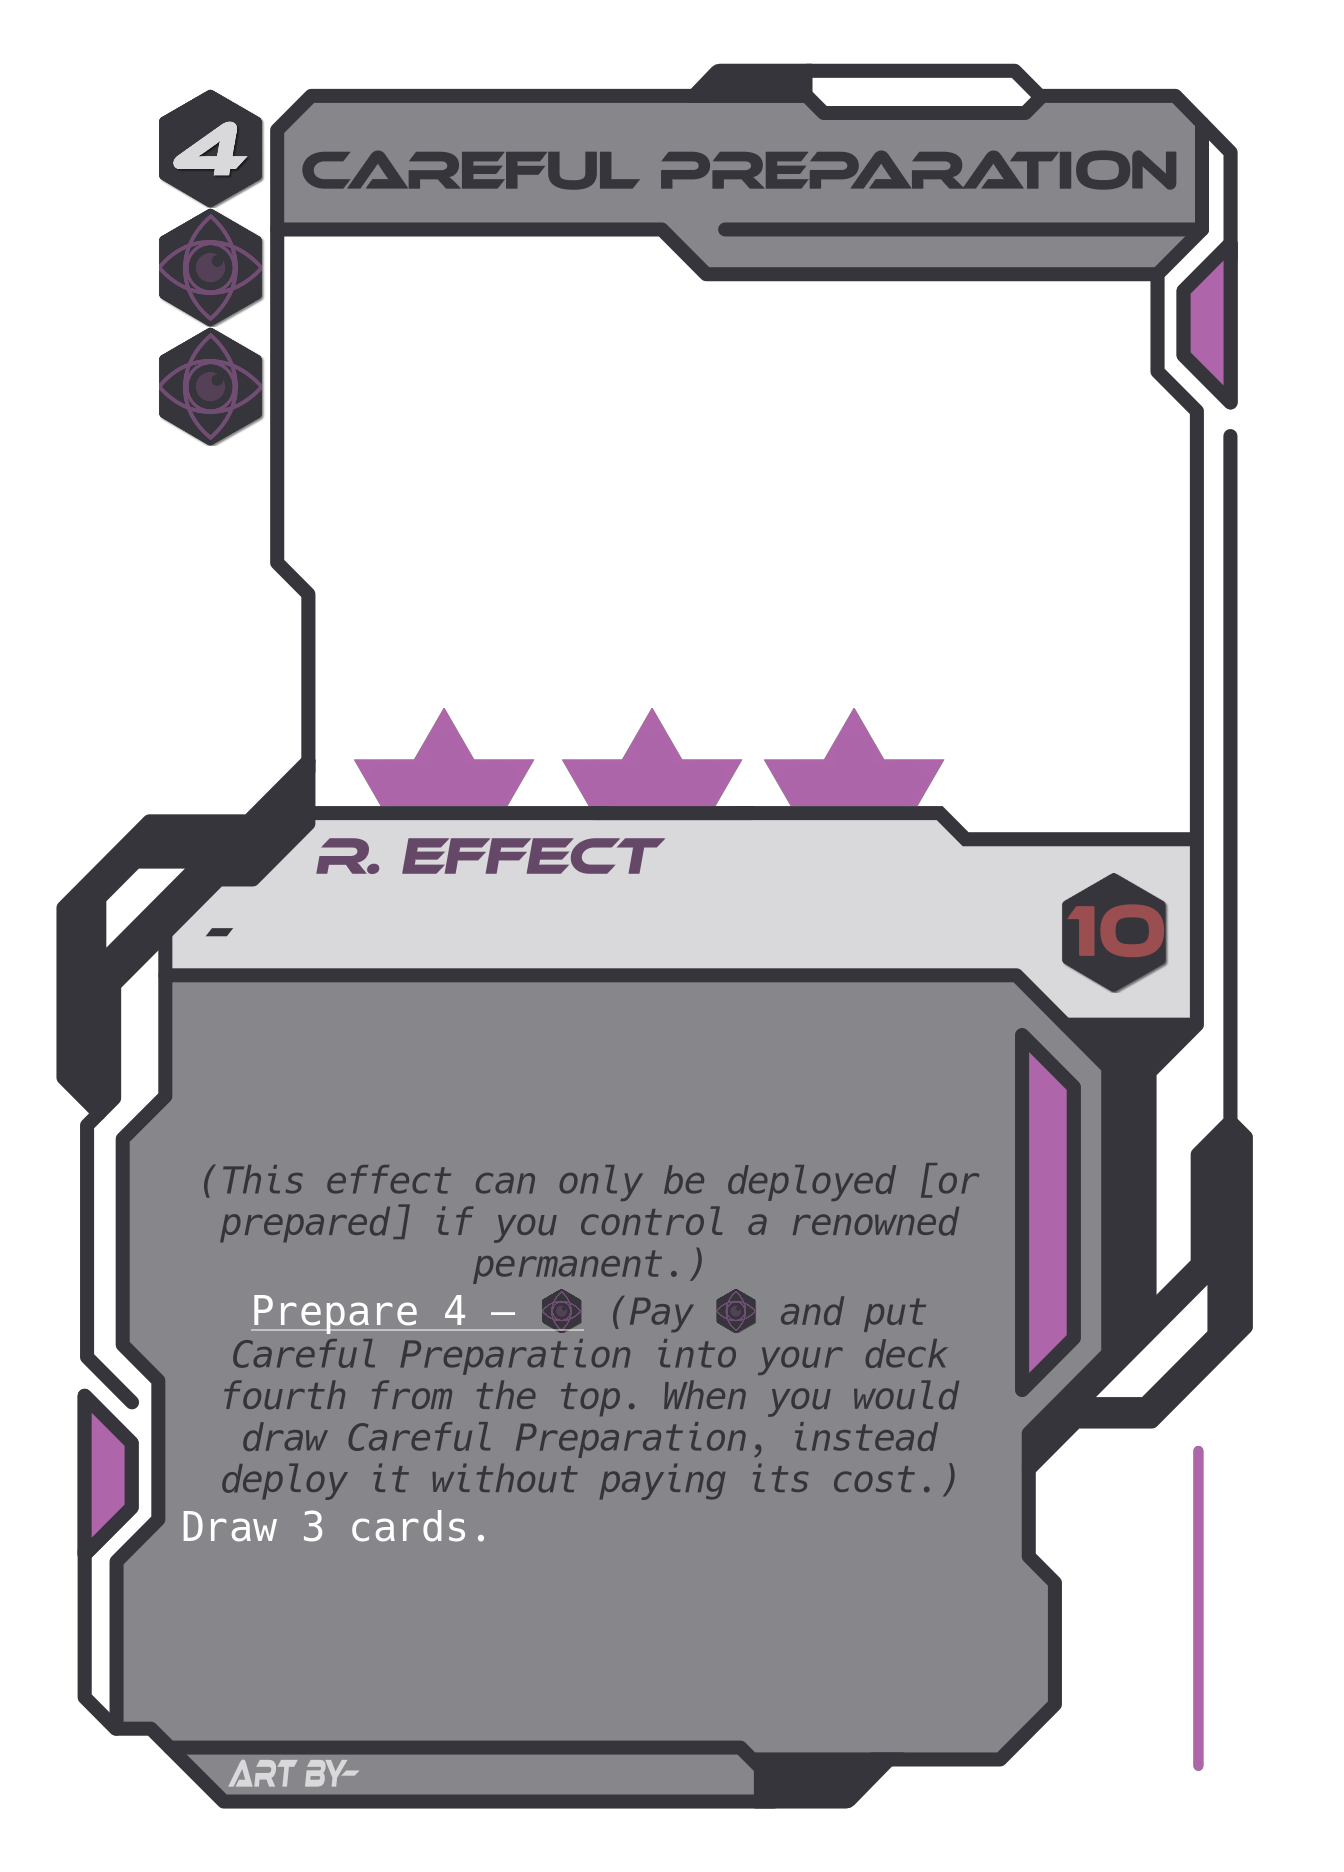 4
CAREFUL PREPARATION
R. EFFECT
-
10
(This effect can only be deployed [or
prepared] if you control a renowned
permanent.)
Prepare 4 — (Pay and put
Careful Preparation into your deck
fourth from the top. When you would
draw Careful Preparation, instead
deploy it without paying its cost.)
Draw 3 cards.
ART BY-